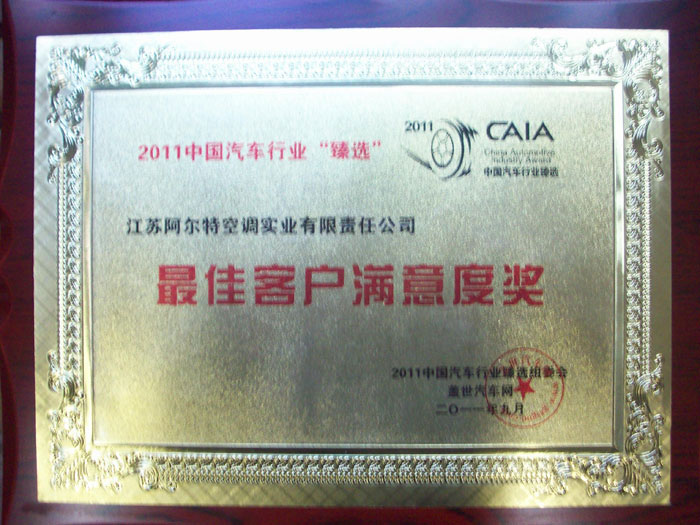 2011中国汽车行业“臻选”
2011
CAIA
China Automotive
Industry Award
中国汽车行业臻选
江苏阿尔特空调实业有限责任公司
最佳客户满意度奖
2011中国汽车行业臻选组委会
盖世汽车网
二〇一一年九月